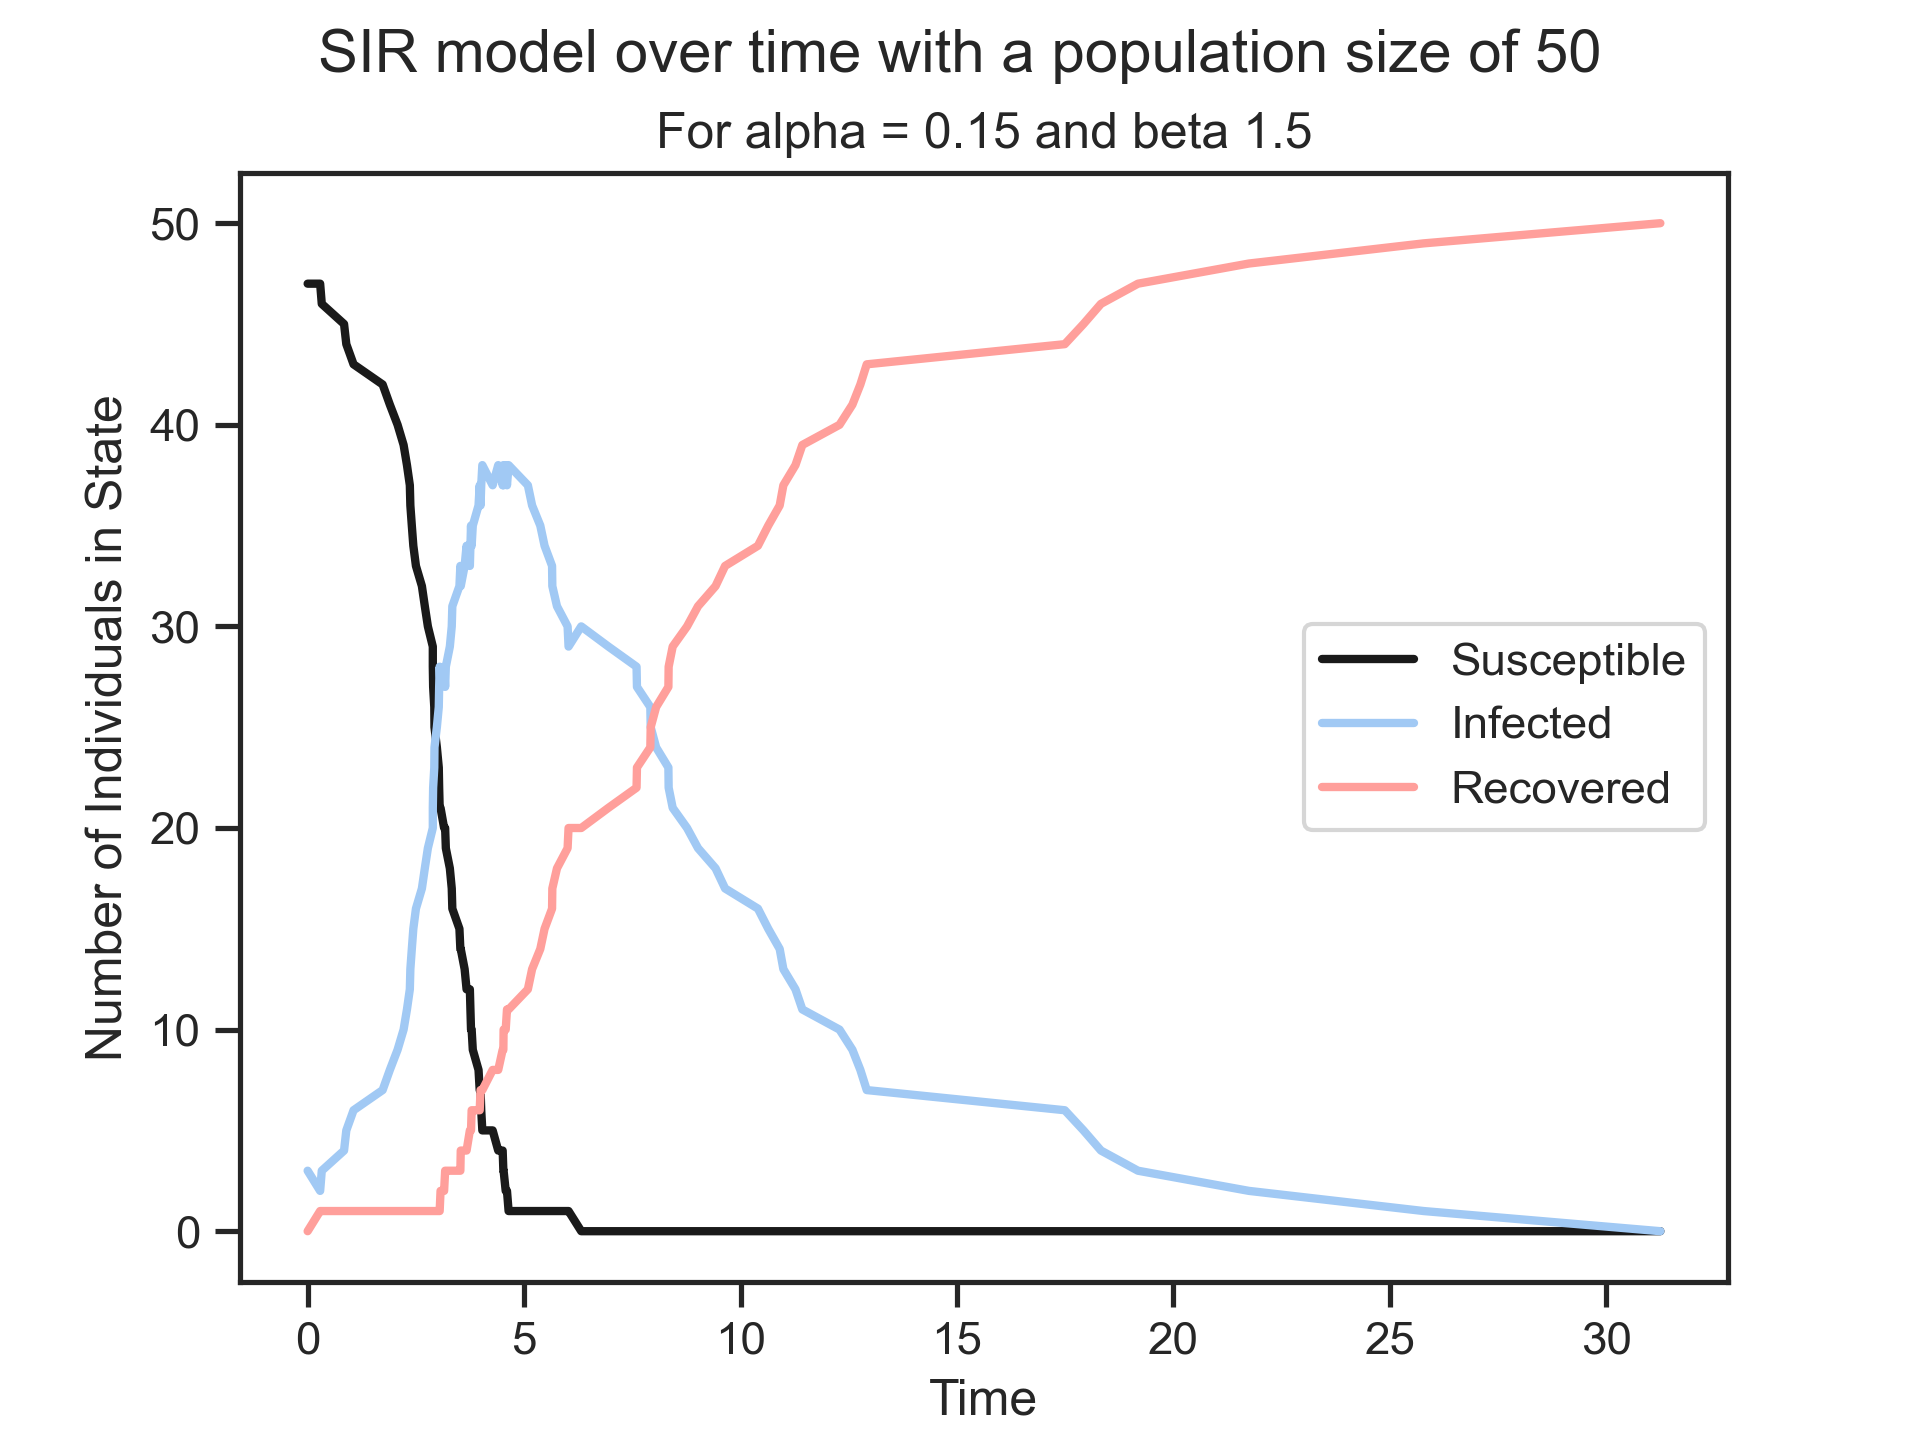 SIR model over time with a population size of 50
For alpha = 0.15 and beta 1.5
Number of Individuals in State
50
40
30
20
10
0
Susceptible
Infected
Recovered
0 5 10 15 20 25 30
Time